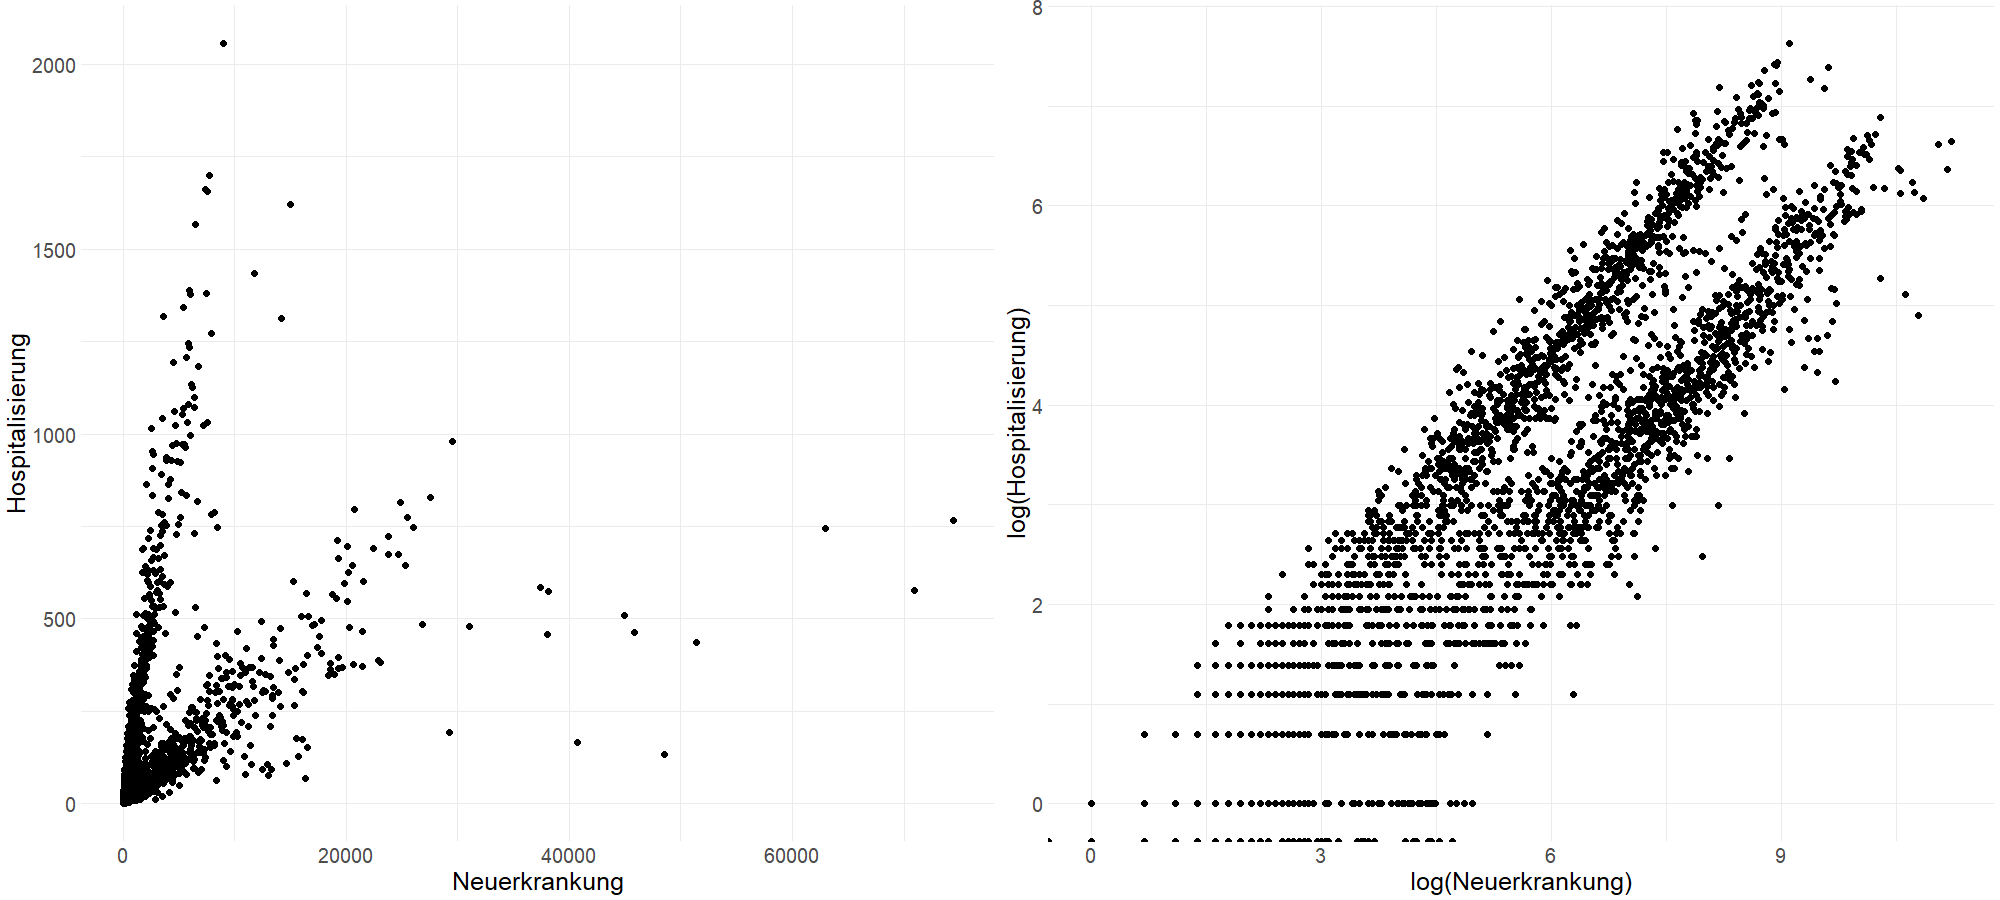 Hospitalisierung
2000
1500
1000
500
0
0 20000 40000 60000
Neuerkrankung
log(Hospitalisierung)
8
6
4
2
0
0 3 6 9
log(Neuerkrankung)